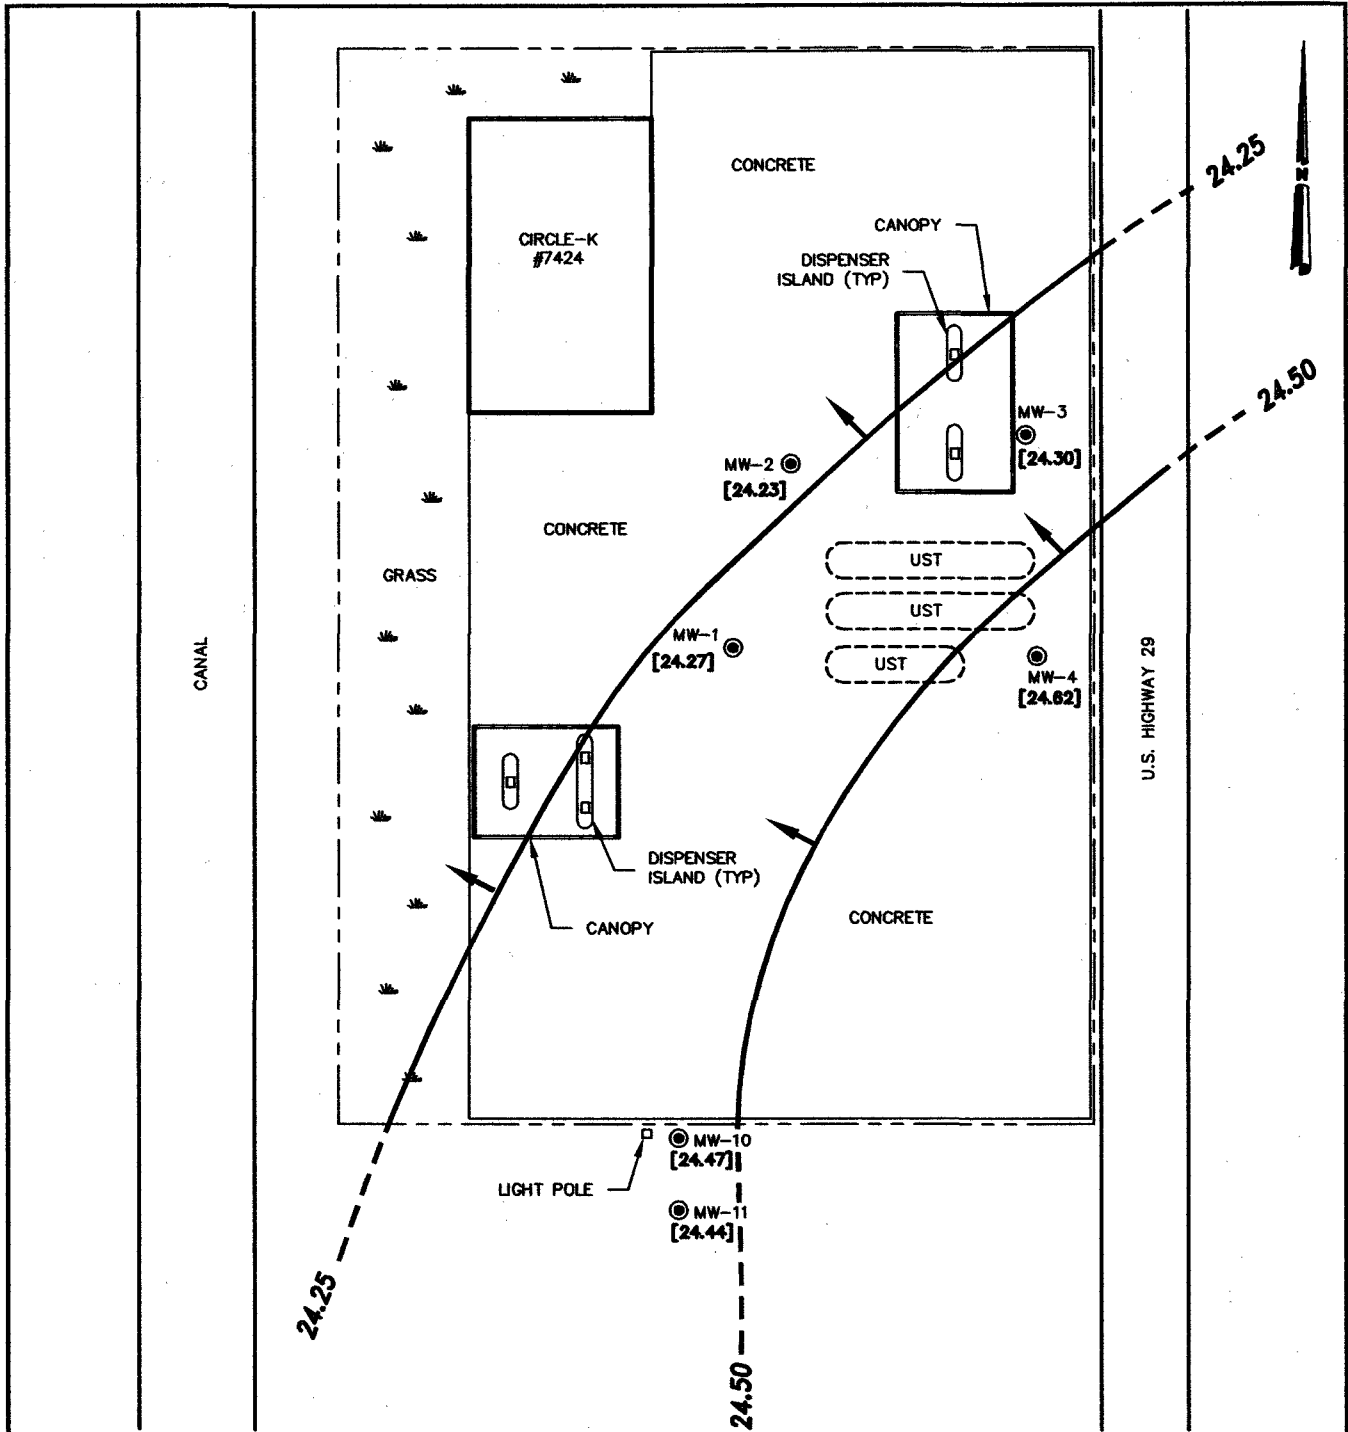 CONCRETE
24.25
N
CANOPY
CIRCLE-K
#7424
DISPENSER
ISLAND (TYP)
24.50
MW-3
[24.30]
MW-2
[24.23]
CONCRETE
UST
GRASS
UST
MW-1
[24.27]
UST
MW-4
[24.62]
CANAL
U.S. HIGHWAY 29
DISPENSER
ISLAND (TYP)
CANOPY
CONCRETE
MW-10
[24.47]
LIGHT POLE
MW-11
[24.44]
24.25
24.50